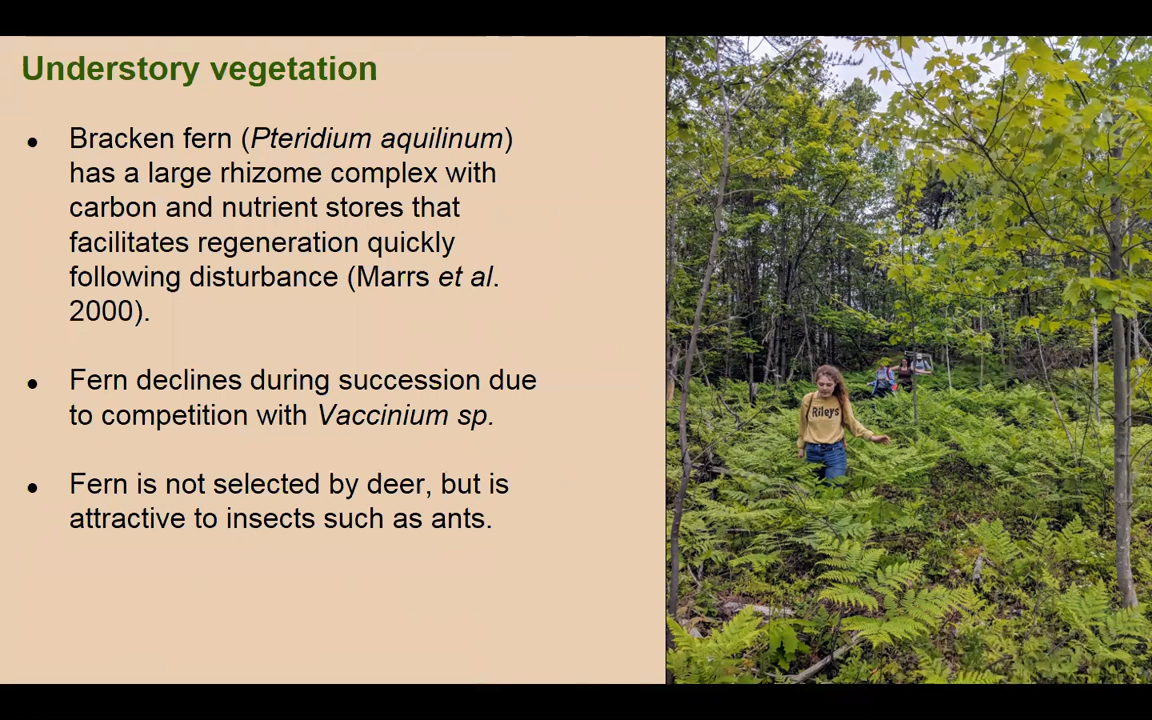 Understory vegetation
• Bracken fern (Pteridium aquilinum)
has a large rhizome complex with
carbon and nutrient stores that
facilitates regeneration quickly
following disturbance (Marrs et al.
2000).
• Fern declines during succession due
to competition with Vaccinium sp.
• Fern is not selected by deer, but is
attractive to insects such as ants.
Rileys